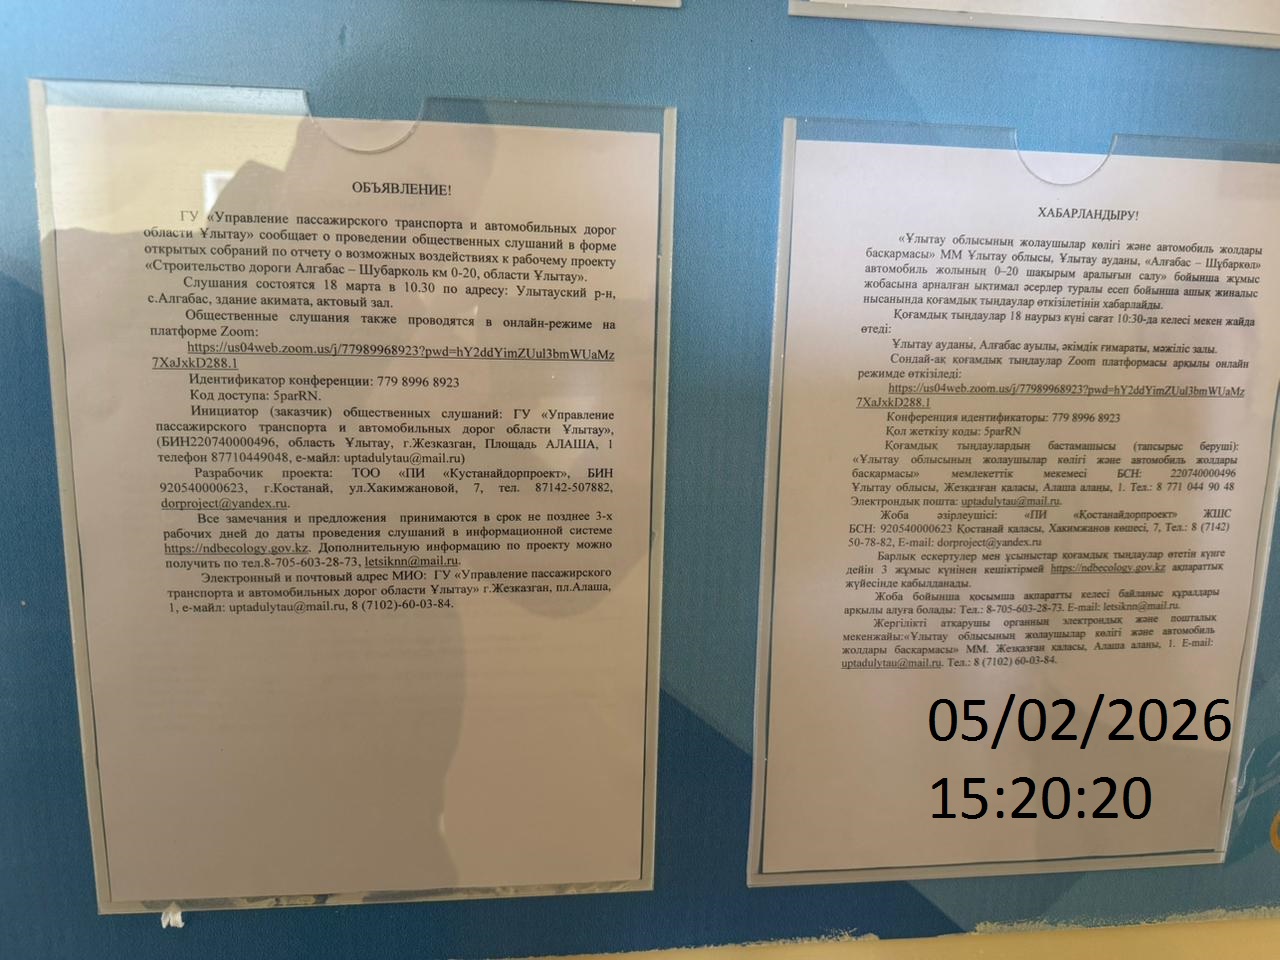 ОБЪЯВЛЕНИЕ!
ГУ «Управление пассажирского транспорта и автомобильных дорог
области Ұлытау» сообщает о проведении общественных слушаний в форме
открытых собраний по отчету о возможных воздействиях к рабочему проекту
«Строительство дороги Алгабас – Шубарколь км 0-20, области Ұлытау».
Слушания состоятся 18 марта в 10.30 по адресу: Улытауский р-н,
с.Алгабас, здание акимата, актовый зал.
Общественные слушания также проводятся в онлайн-режиме на
платформе Zoom:
https://us04web.zoom.us/j/77989968923?pwd=hY2ddYimZUul3bmWUaMz
7XaJxkD288.1
Идентификатор конференции: 779 8996 8923
Код доступа: 5parRN.
Инициатор (заказчик) общественных слушаний: ГУ «Управление
пассажирского транспорта и автомобильных дорог области Ұлытау»,
(БИН220740000496, область Ұлытау, г.Жезказган, Площадь АЛАША, 1
телефон 87710449048, е-майл: uptadulytau@mail.ru)
Разработчик проекта: ТОО «ПИ «Кустанайдорпроект», БИН
920540000623, г.Костанай, ул.Хакимжановой, 7, тел. 87142-507882,
dorproject@yandex.ru.
Все замечания и предложения принимаются в срок не позднее 3-х
рабочих дней до даты проведения слушаний в информационной системе
https://ndbecology.gov.kz. Дополнительную информацию по проекту можно
получить по тел.8-705-603-28-73, letsiknn@mail.ru.
Электронный и почтовый адрес МИО: ГУ «Управление пассажирского
транспорта и автомобильных дорог области Ұлытау» г.Жезказган, пл.Алаша,
1, е-майл: uptadulytau@mail.ru, 8 (7102)-60-03-84.
ХАБАРЛАНДЫРУ!
«Ұлытау облысының жолаушылар көлігі және автомобиль жолдары
басқармасы» ММ Ұлытау облысы, Ұлытау ауданы, «Алғабас – Шұбаркөл»
автомобиль жолының 0–20 шақырым аралығын салу» бойынша жұмыс
жобасына арналған ықтимал әсерлер туралы есеп бойынша ашық жиналыс
нысанында қоғамдық тыңдаулар өткізілетінін хабарлайды.
Қоғамдық тыңдаулар 18 наурыз күні сағат 10:30-да келесі мекен жайда
өтеді:
Ұлытау ауданы, Алғабас ауылы, әкімдік ғимараты, мәжіліс залы.
Сондай-ақ қоғамдық тыңдаулар Zoom платформасы арқылы онлайн
режимде өткізіледі:
https://us04web.zoom.us/j/77989968923?pwd=hY2ddYimZUul3bmWUaMz
7XaJxkD288.1
Конференция идентификаторы: 779 8996 8923
Қол жеткізу коды: 5parRN
Қоғамдық тыңдаулардың бастамашысы (тапсырыс беруші):
«Ұлытау облысының жолаушылар көлігі және автомобиль жолдары
басқармасы» мемлекеттік мекемесі БСН: 220740000496
Ұлытау облысы, Жезқазған қаласы, Алаша алаңы, 1. Тел.: 8 771 044 90 48
Электрондық пошта: uptadulytau@mail.ru.
Жоба әзірлеушісі: «ПИ «Қостанайдорпроект» ЖШС
БСН: 920540000623 Қостанай қаласы, Хакимжанов көшесі, 7, Тел.: 8 (7142)
50-78-82, E-mail: dorproject@yandex.ru
Барлық ескертулер мен ұсыныстар қоғамдық тыңдаулар өтетін күнге
дейін 3 жұмыс күнінен кешіктірмей https://ndbecology.gov.kz ақпараттық
жүйесінде қабылданады.
Жоба бойынша қосымша ақпаратты келесі байланыс құралдары
арқылы алуға болады: Тел.: 8-705-603-28-73. E-mail: letsiknn@mail.ru.
Жергілікті атқарушы органның электрондық және пошталық
мекенжайы:«Ұлытау облысының жолаушылар көлігі және автомобиль
жолдары басқармасы» ММ. Жезқазған қаласы, Алаша алаңы, 1. E-mail:
uptadulytau@mail.ru. Тел.: 8 (7102) 60-03-84.
05/02/2026
15:20:20